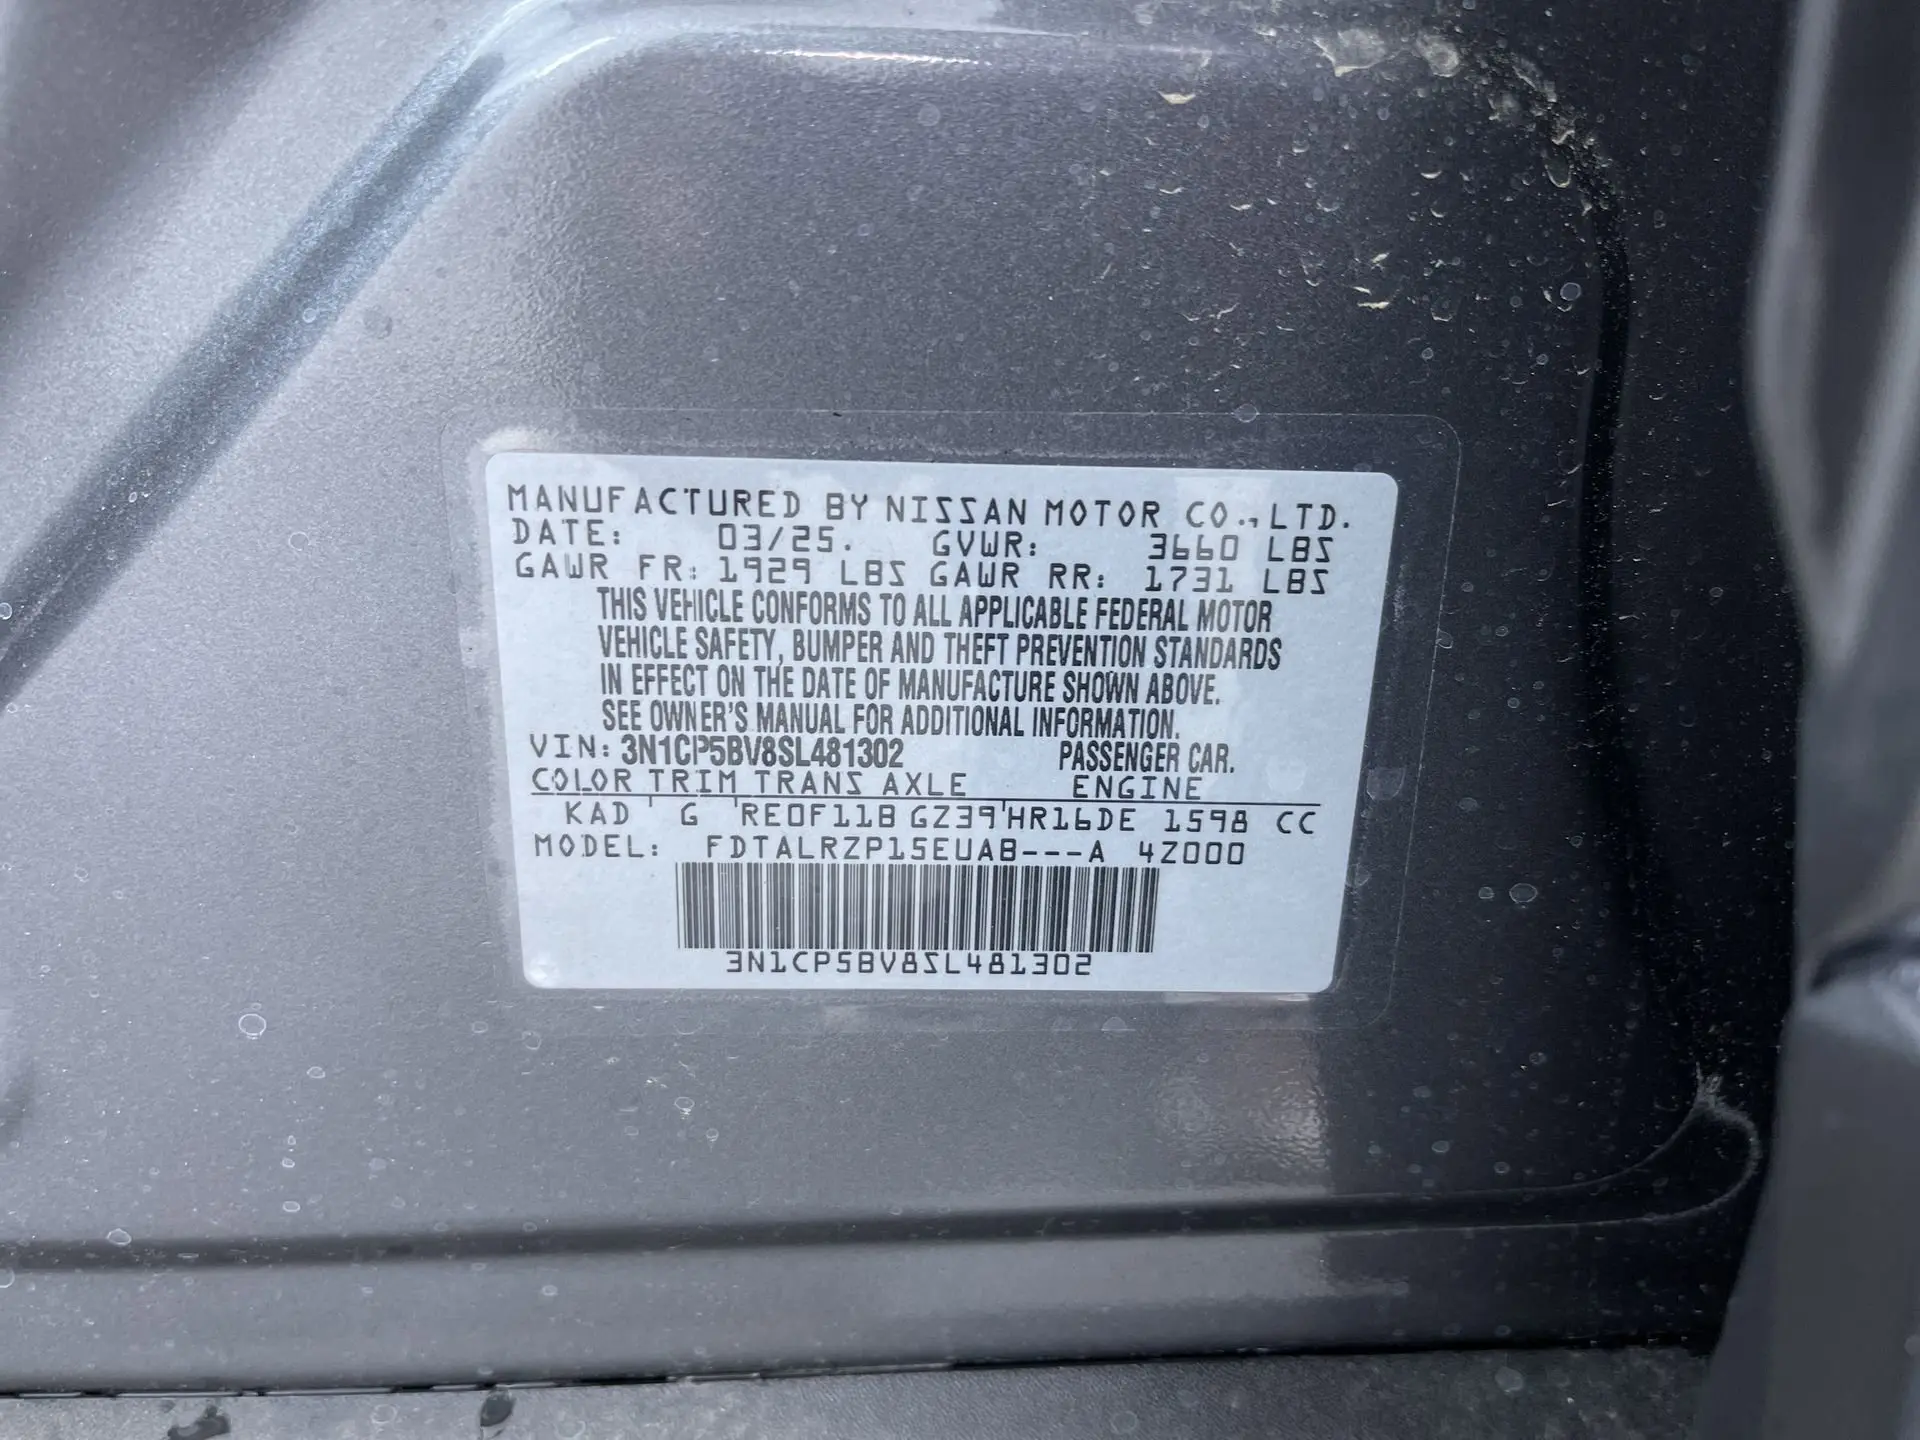 MANUFACTURED BY NISSAN MOTOR CO., LTD.
DATE: 03/25. GVWR: 3660 LBS
GAWR FR: 1929 LBS GAWR RR: 1731 LBS
THIS VEHICLE CONFORMS TO ALL APPLICABLE FEDERAL MOTOR
VEHICLE SAFETY, BUMPER AND THEFT PREVENTION STANDARDS
IN EFFECT ON THE DATE OF MANUFACTURE SHOWN ABOVE.
SEE OWNER'S MANUAL FOR ADDITIONAL INFORMATION.
VIN: 3N1CP5BV8SL481302 PASSENGER CAR.
COLOR TRIM TRANS AXLE ENGINE
KAD G RE0F11B GZ39 HR16DE 1598 CC
MODEL: FDTALRZP15EUAB---A 4Z000
3N1CP5BV8SL481302